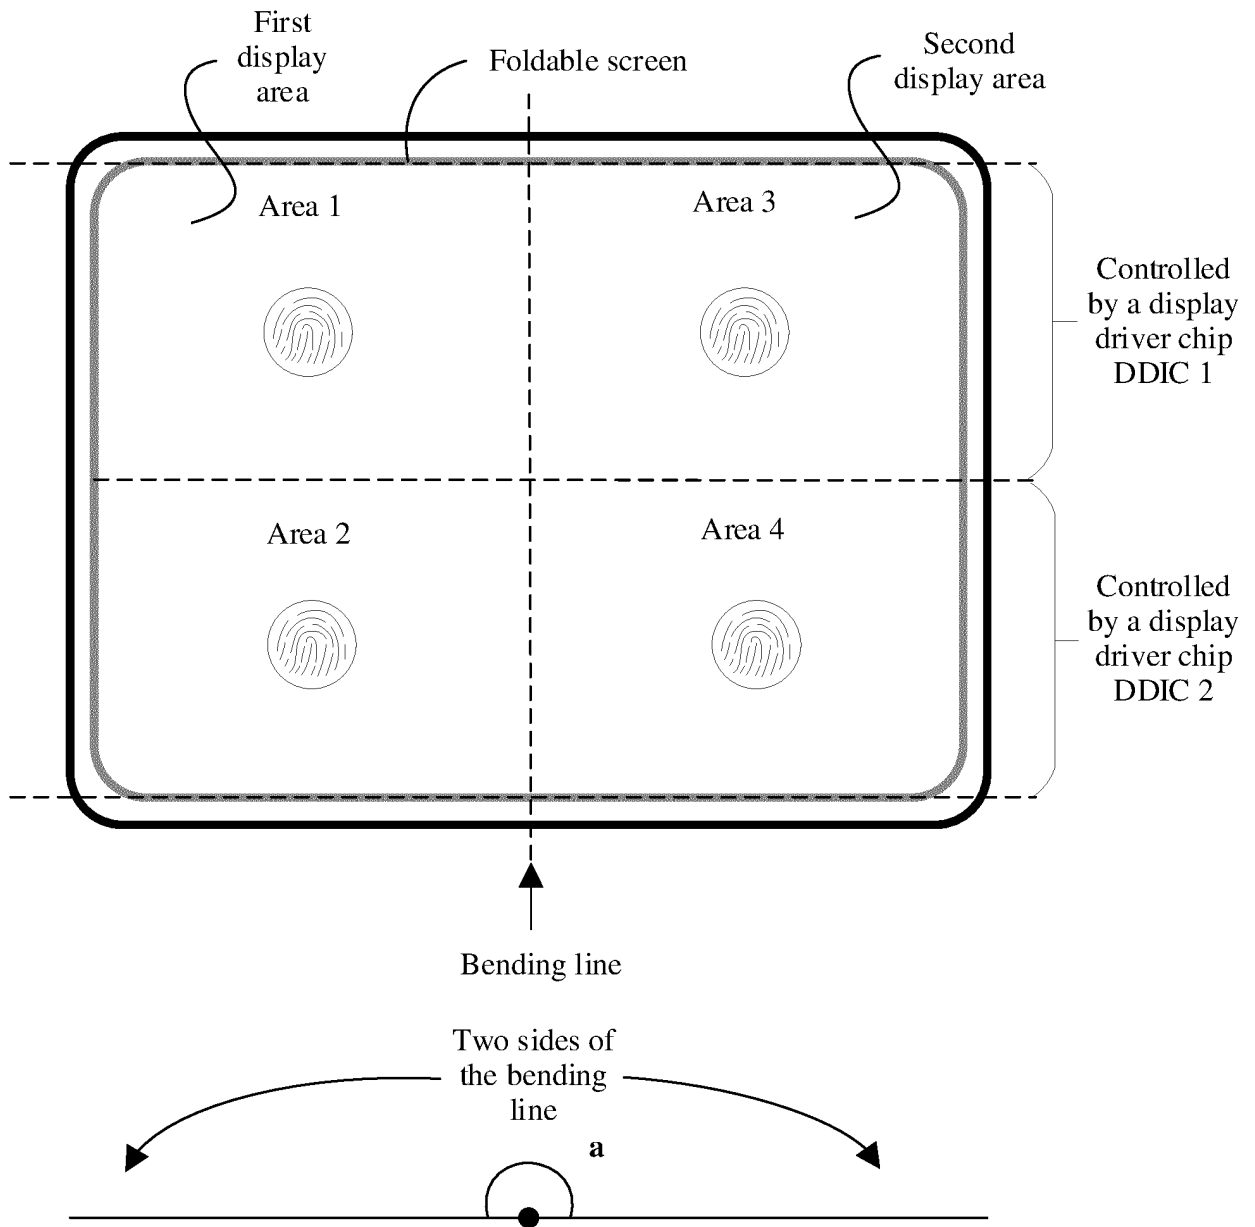 First
display
area
Foldable screen
Second
display area
Area 1
Area 3
Controlled
by a display
driver chip
DDIC 1
Area 2
Area 4
Controlled
by a display
driver chip
DDIC 2
Bending line
Two sides of
the bending
line
a